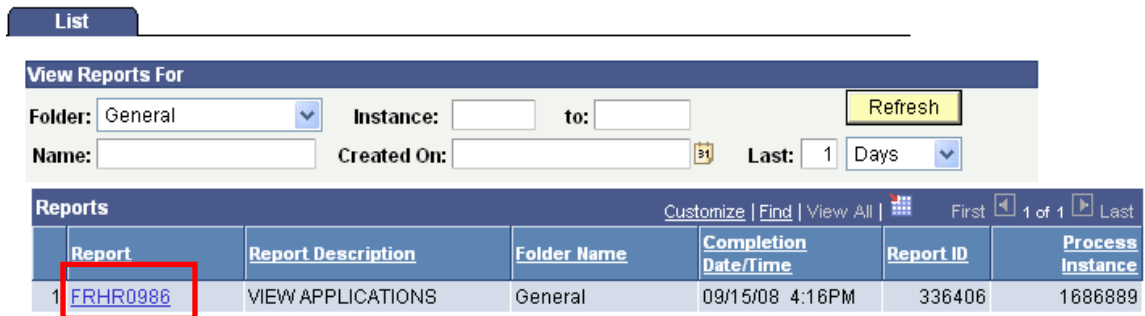 List
View Reports For
Folder: General Instance: to: Refresh
Name: Created On: 31 Last: 1 Days
Reports Customize | Find | View All | First 1 of 1 Last
Report Report Description Folder Name Completion Date/Time Report ID Process Instance
1 FRHR0986 VIEW APPLICATIONS General 09/15/08 4:16PM 336406 1686889